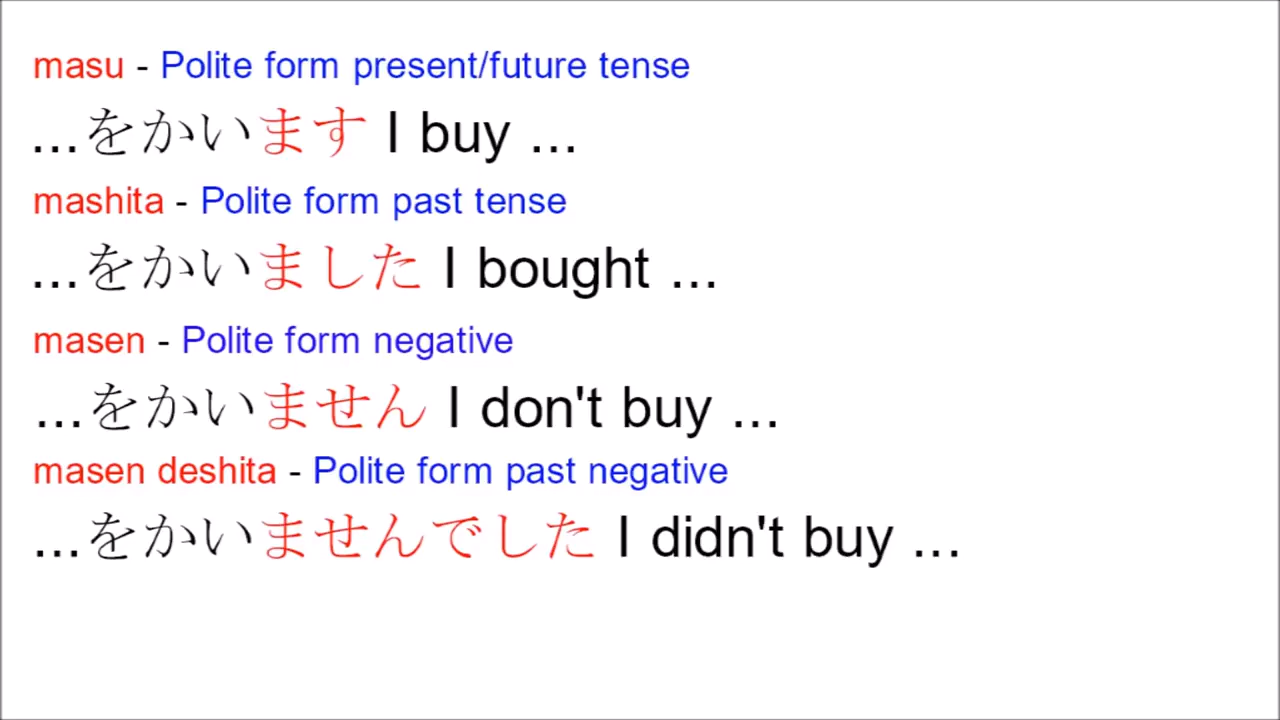 masu - Polite form present/future tense
...をかいます I buy ...
mashita - Polite form past tense
...をかいました I bought ...
masen - Polite form negative
...をかいません I don't buy ...
masen deshita - Polite form past negative
...をかいませんでした I didn't buy ...